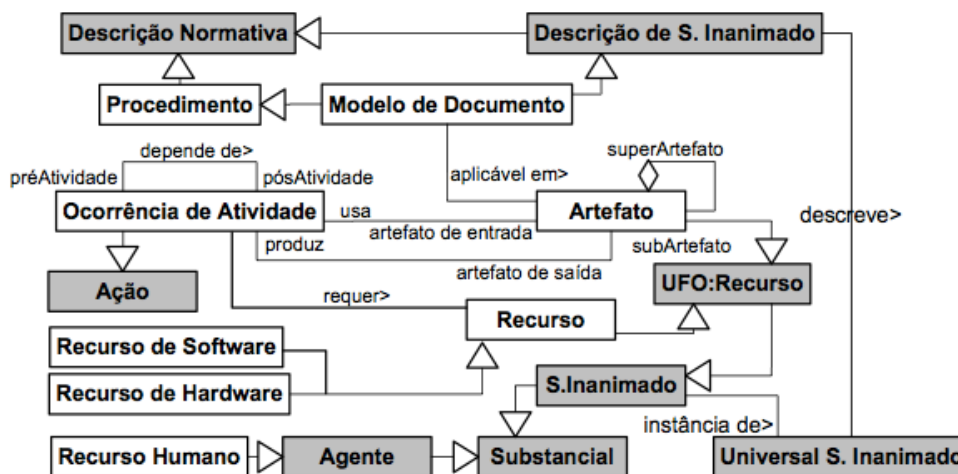 Descrição Normativa
Descrição de S. Inanimado
Procedimento
Modelo de Documento
depende de>
superArtefato
préAtividade
pósAtividade
aplicável em>
Ocorrência de Atividade
usa
Artefato
descreve>
artefato de entrada
produz
subArtefato
artefato de saída
Ação
UFO:Recurso
requer>
Recurso
Recurso de Software
Recurso de Hardware
S.Inanimado
instância de>
Recurso Humano
Agente
Substancial
Universal S. Inanimado